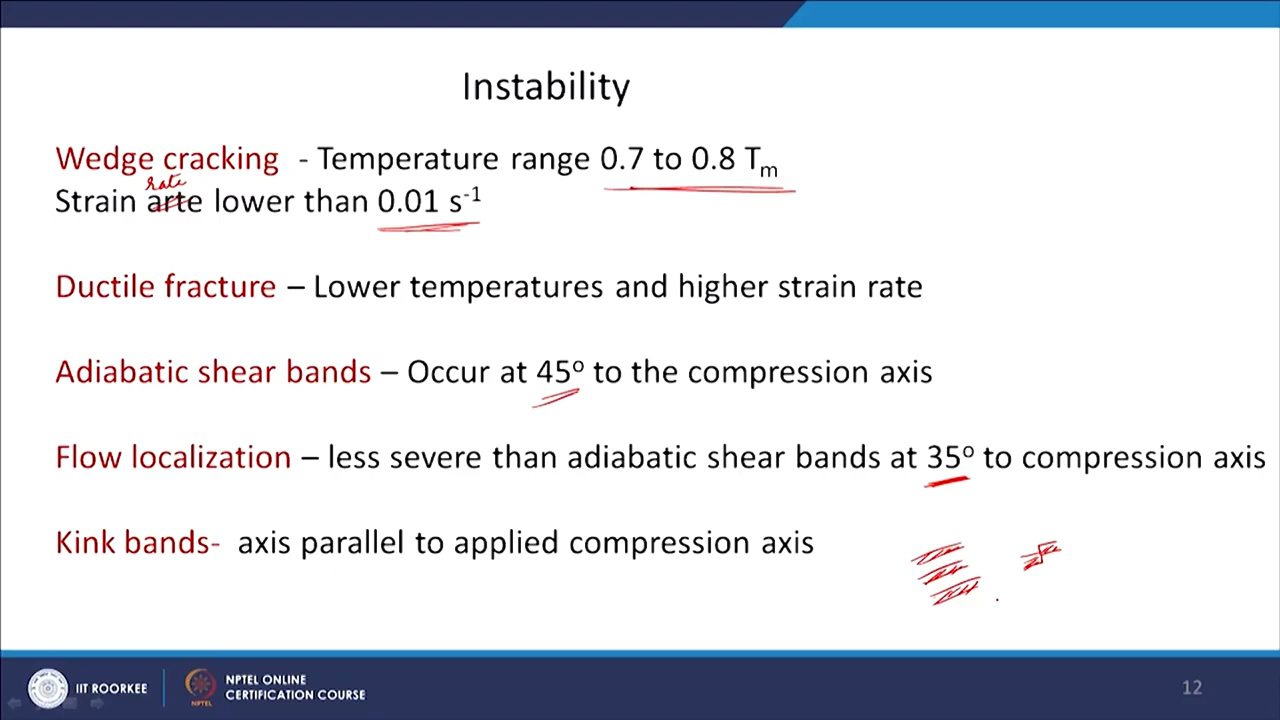 Instability
Wedge cracking - Temperature range 0.7 to 0.8 Tm
rate
Strain arte lower than 0.01 s-1
Ductile fracture – Lower temperatures and higher strain rate
Adiabatic shear bands – Occur at 45o to the compression axis
Flow localization – less severe than adiabatic shear bands at 35o to compression axis
Kink bands- axis parallel to applied compression axis
IIT ROORKEE
NPTEL
NPTEL ONLINE
CERTIFICATION COURSE
12